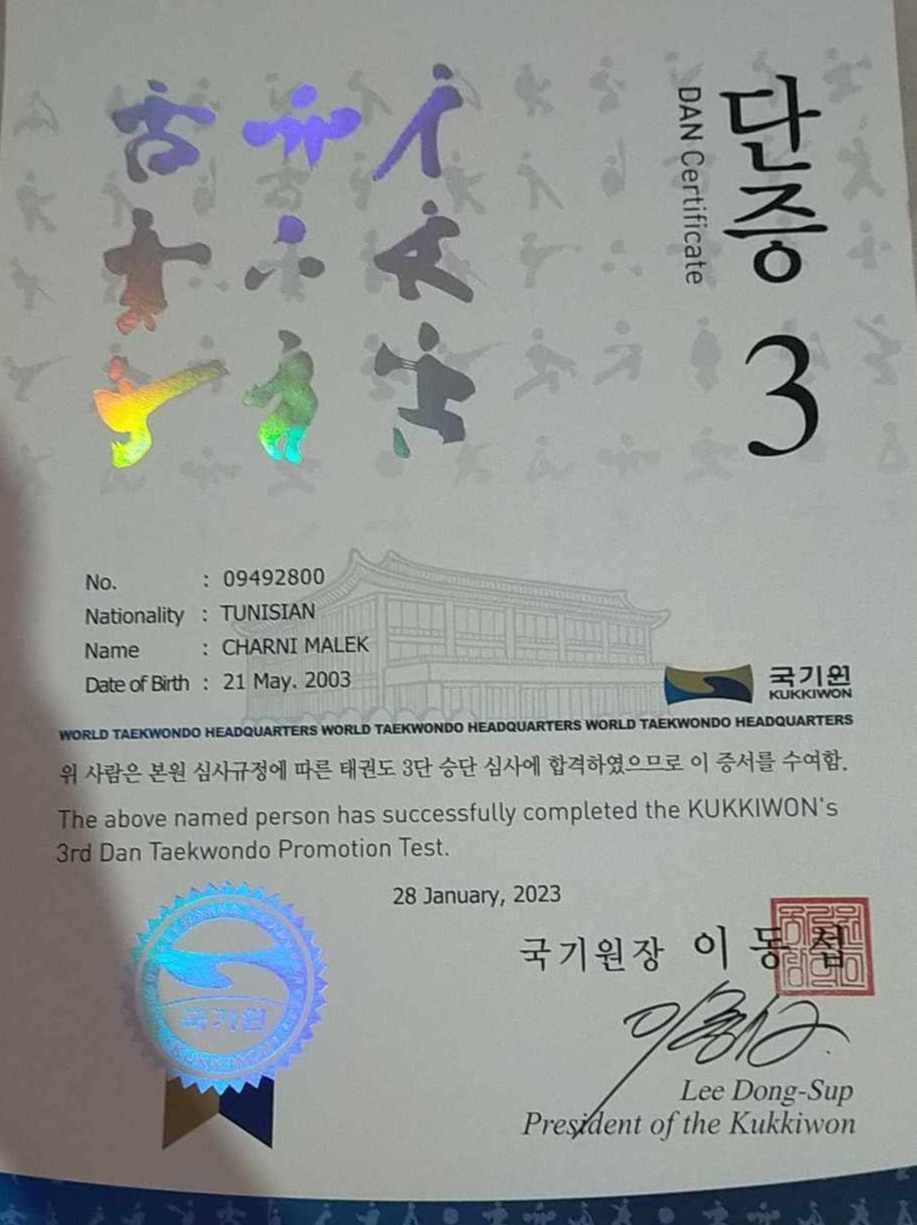 단증 3
DAN Certificate
No. : 09492800
Nationality : TUNISIAN
Name : CHARNI MALEK
Date of Birth : 21 May. 2003
국기원
KUKKIWON
WORLD TAEKWONDO HEADQUARTERS WORLD TAEKWONDO HEADQUARTERS WORLD TAEKWONDO HEADQUARTERS
위 사람은 본원 심사규정에 따른 태권도 3단 승단 심사에 합격하였으므로 이 증서를 수여함.
The above named person has successfully completed the KUKKIWON's
3rd Dan Taekwondo Promotion Test.
28 January, 2023
국기원장 이동섭
국기원
Lee Dong-Sup
President of the Kukkiwon